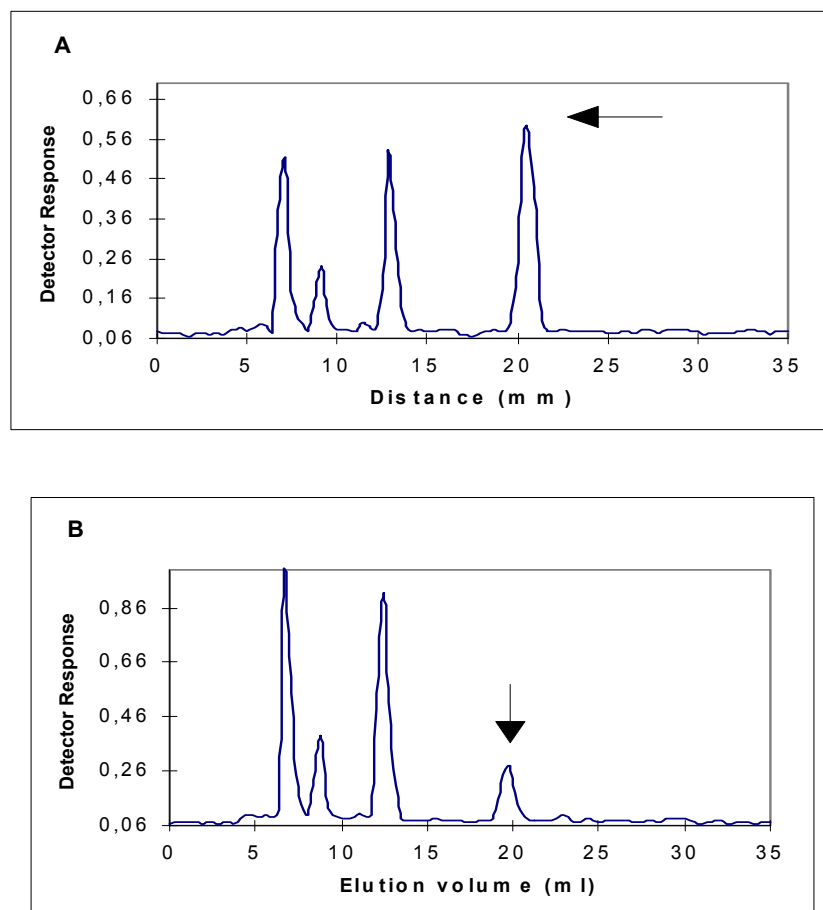 A
0,66
0,56
0,46
0,36
0,26
0,16
0,06
Detector Response
0 5 10 15 20 25 30 35
Distance (mm)
B
0,86
0,66
0,46
0,26
0,06
Detector Response
0 5 10 15 20 25 30 35
Elution volume (ml)